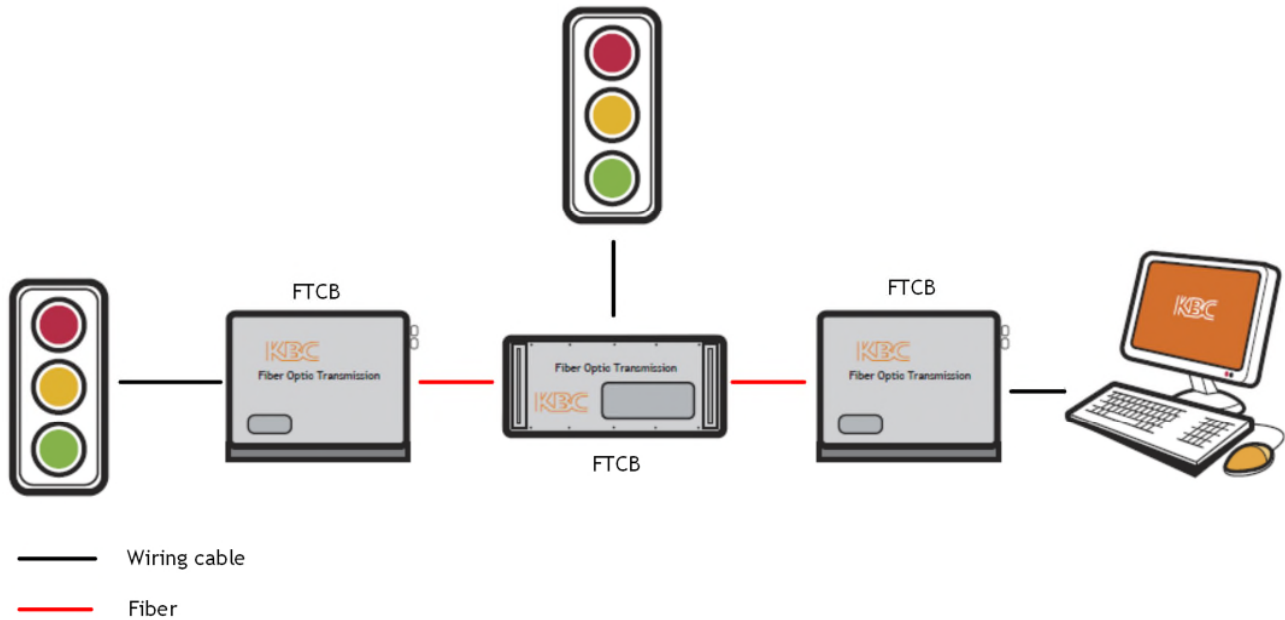 FTCB
FTCB
KBC
KBC
Fiber Optic Transmission
KBC
Fiber Optic Transmission
Fiber Optic Transmission
KBC
FTCB
Wiring cable
Fiber